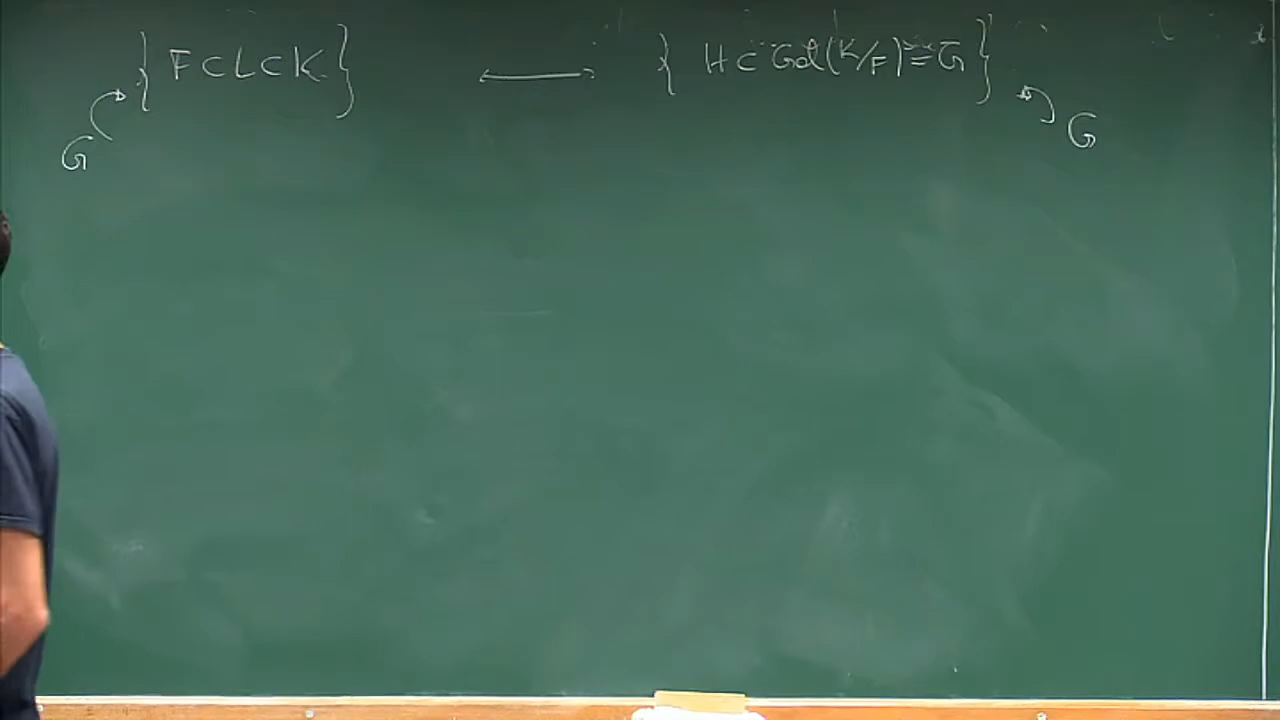 { F ⊂ L ⊂ K } ⟷ { H ⊂ Gal(K/F) = G }
G G